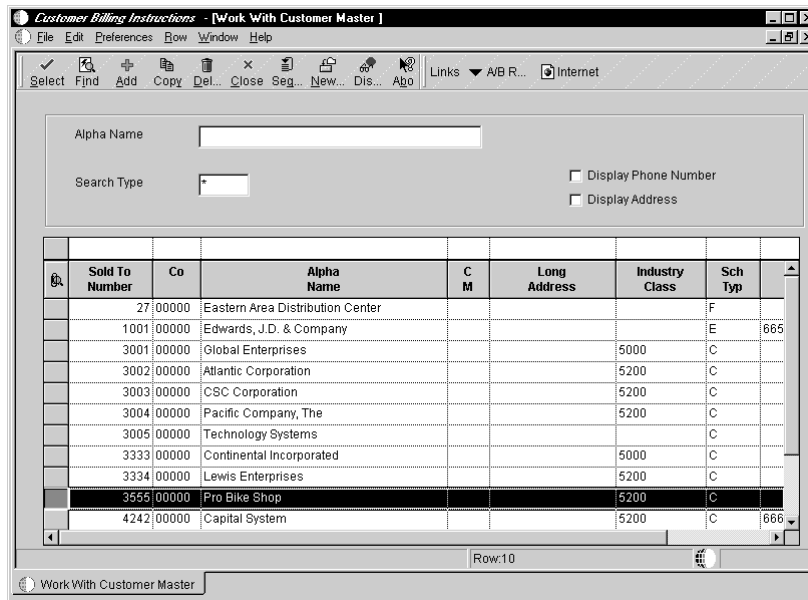 Customer Billing Instructions - [Work With Customer Master ]
File Edit Preferences Row Window Help
Select Find Add Copy Del... Close Seq... New... Dis... Abo Links A/B R... Internet
Alpha Name
Search Type *
Display Phone Number
Display Address
Sold To Number Co Alpha Name C M Long Address Industry Class Sch Typ
27 00000 Eastern Area Distribution Center F
1001 00000 Edwards, J.D. & Company E 665
3001 00000 Global Enterprises 5000 C
3002 00000 Atlantic Corporation 5200 C
3003 00000 CSC Corporation 5200 C
3004 00000 Pacific Company, The 5200 C
3005 00000 Technology Systems C
3333 00000 Continental Incorporated 5000 C
3334 00000 Lewis Enterprises 5200 C
3555 00000 Pro Bike Shop 5200 C
4242 00000 Capital System 5200 C 666
Row:10
Work With Customer Master